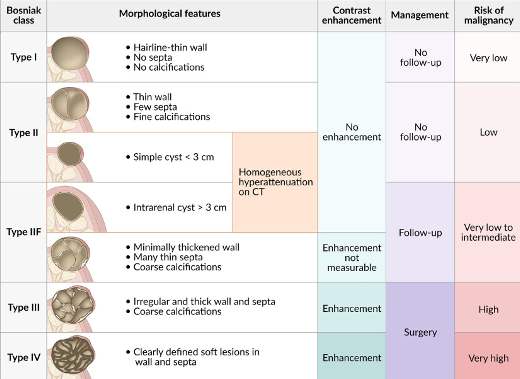 Bosniak class
Morphological features
Contrast enhancement
Management
Risk of malignancy
Type I
• Hairline-thin wall
• No septa
• No calcifications
No follow-up
Very low
Type II
• Thin wall
• Few septa
• Fine calcifications
No enhancement
No follow-up
Low
• Simple cyst < 3 cm
Homogeneous hyperattenuation on CT
Type IIF
• Intrarenal cyst > 3 cm
Follow-up
Very low to intermediate
• Minimally thickened wall
• Many thin septa
• Coarse calcifications
Enhancement not measurable
Type III
• Irregular and thick wall and septa
• Coarse calcifications
Enhancement
Surgery
High
Type IV
• Clearly defined soft lesions in wall and septa
Enhancement
Very high